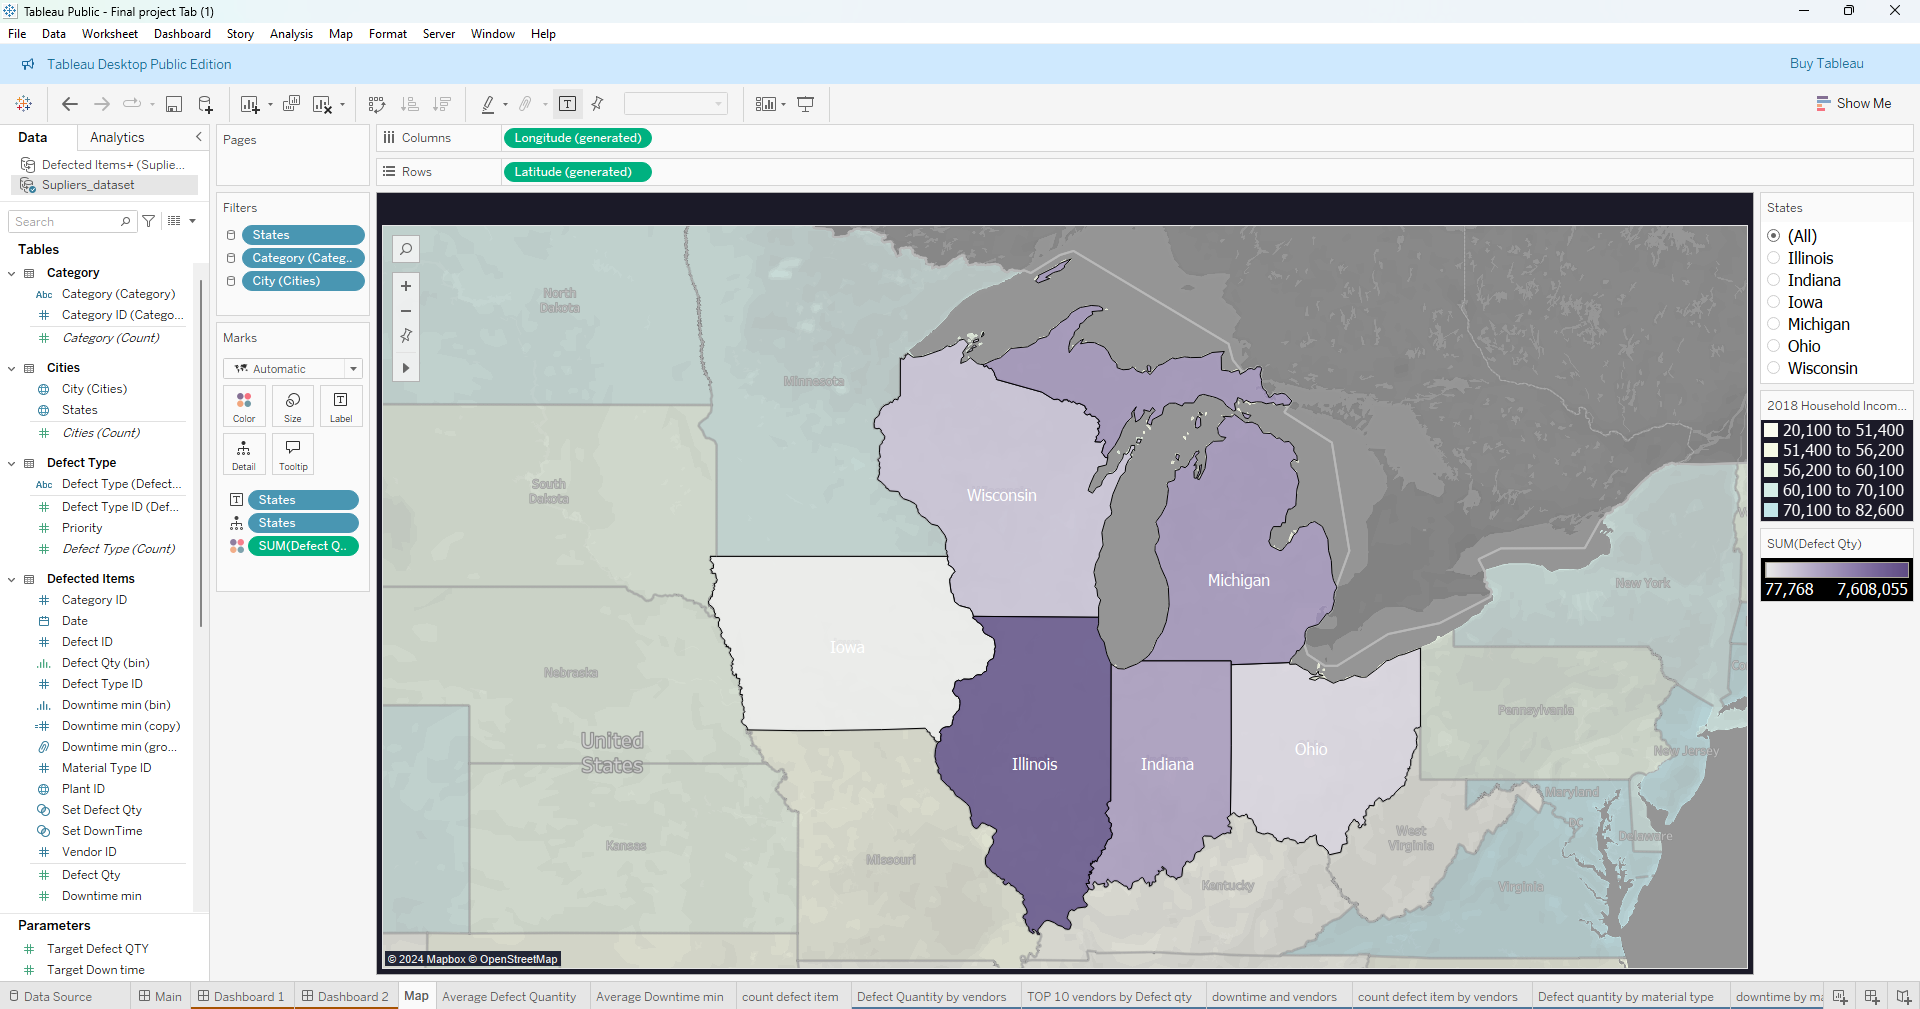 Tableau Public - Final project Tab (1)
File Data Worksheet Dashboard Story Analysis Map Format Server Window Help
Tableau Desktop Public Edition
Buy Tableau
Show Me
Data
Analytics
Defected Items+ (Suplie...
Supliers_dataset
Search
Tables
Category
Abc Category (Category)
Category ID (Catego...
Category (Count)
Cities
City (Cities)
States
Cities (Count)
Defect Type
Abc Defect Type (Defect...
Defect Type ID (Def...
Priority
Defect Type (Count)
Defected Items
Category ID
Date
Defect ID
Defect Qty (bin)
Defect Type ID
Downtime min (bin)
Downtime min (copy)
Downtime min (gro...
Material Type ID
Plant ID
Set Defect Qty
Set DownTime
Vendor ID
Defect Qty
Downtime min
Parameters
Target Defect QTY
Target Down time
Pages
Filters
States
Category (Categ..
City (Cities)
Marks
Automatic
Color
Size
Label
Detail
Tooltip
States
States
SUM(Defect Q..
Columns
Longitude (generated)
Rows
Latitude (generated)
North
Dakota
Minnesota
South
Dakota
Wisconsin
Michigan
New York
Iowa
Nebraska
Pennsylvania
United
States
Illinois
Indiana
Ohio
New Jersey
Maryland
DC
Delaware
West
Virginia
Kansas
Missouri
Kentucky
Virginia
© 2024 Mapbox © OpenStreetMap
States
(All)
Illinois
Indiana
Iowa
Michigan
Ohio
Wisconsin
2018 Household Incom...
20,100 to 51,400
51,400 to 56,200
56,200 to 60,100
60,100 to 70,100
70,100 to 82,600
SUM(Defect Qty)
77,768 7,608,055
Data Source
Main
Dashboard 1
Dashboard 2
Map
Average Defect Quantity
Average Downtime min
count defect item
Defect Quantity by vendors
TOP 10 vendors by Defect qty
downtime and vendors
count defect item by vendors
Defect quantity by material type
downtime by ma